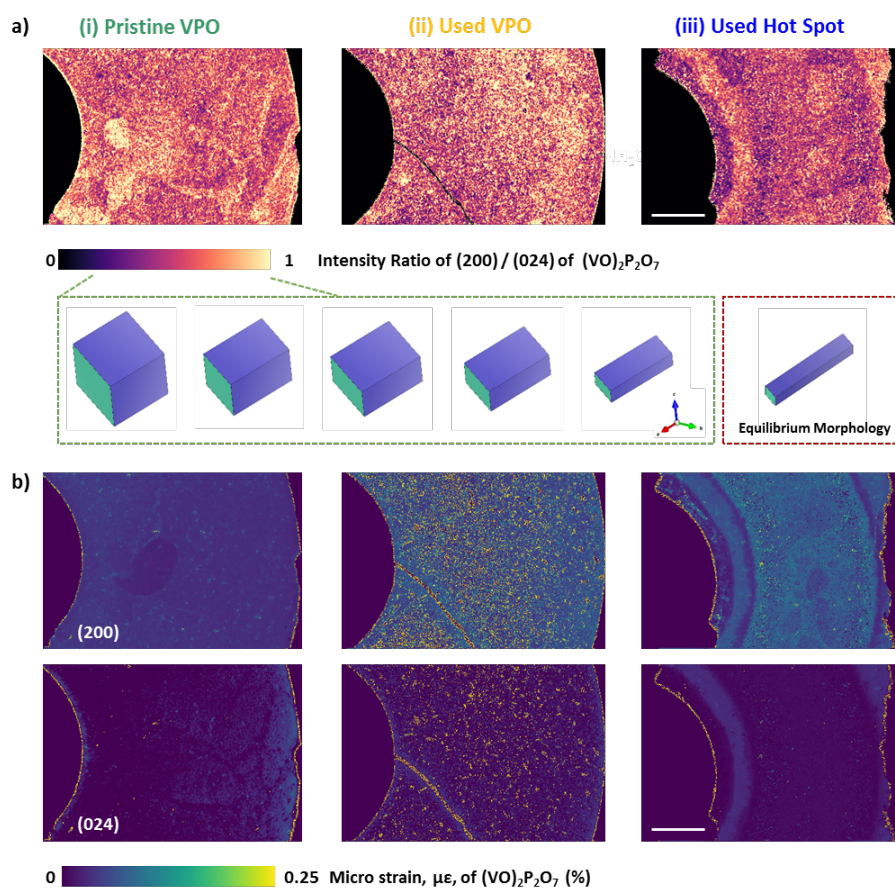 (i) Pristine VPO
(ii) Used VPO
(iii) Used Hot Spot
a)
0
1
Intensity Ratio of (200) / (024) of (VO)₂P₂O₇
c
a
b
Equilibrium Morphology
b)
(200)
(024)
0
0.25
Micro strain, με, of (VO)₂P₂O₇ (%)